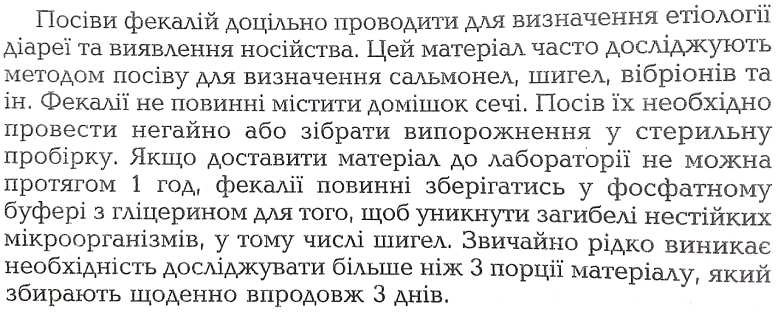 Посіви фекалій доцільно проводити для визначення етіології
діареї та виявлення носійства. Цей матеріал часто досліджують
методом посіву для визначення сальмонел, шигел, вібріонів та
ін. Фекалії не повинні містити домішок сечі. Посів їх необхідно
провести негайно або зібрати випорожнення у стерильну
пробірку. Якщо доставити матеріал до лабораторії не можна
протягом 1 год, фекалії повинні зберігатись у фосфатному
буфері з гліцерином для того, щоб уникнути загибелі нестійких
мікроорганізмів, у тому числі шигел. Звичайно рідко виникає
необхідність досліджувати більше ніж 3 порції матеріалу, який
збирають щоденно впродовж 3 днів.